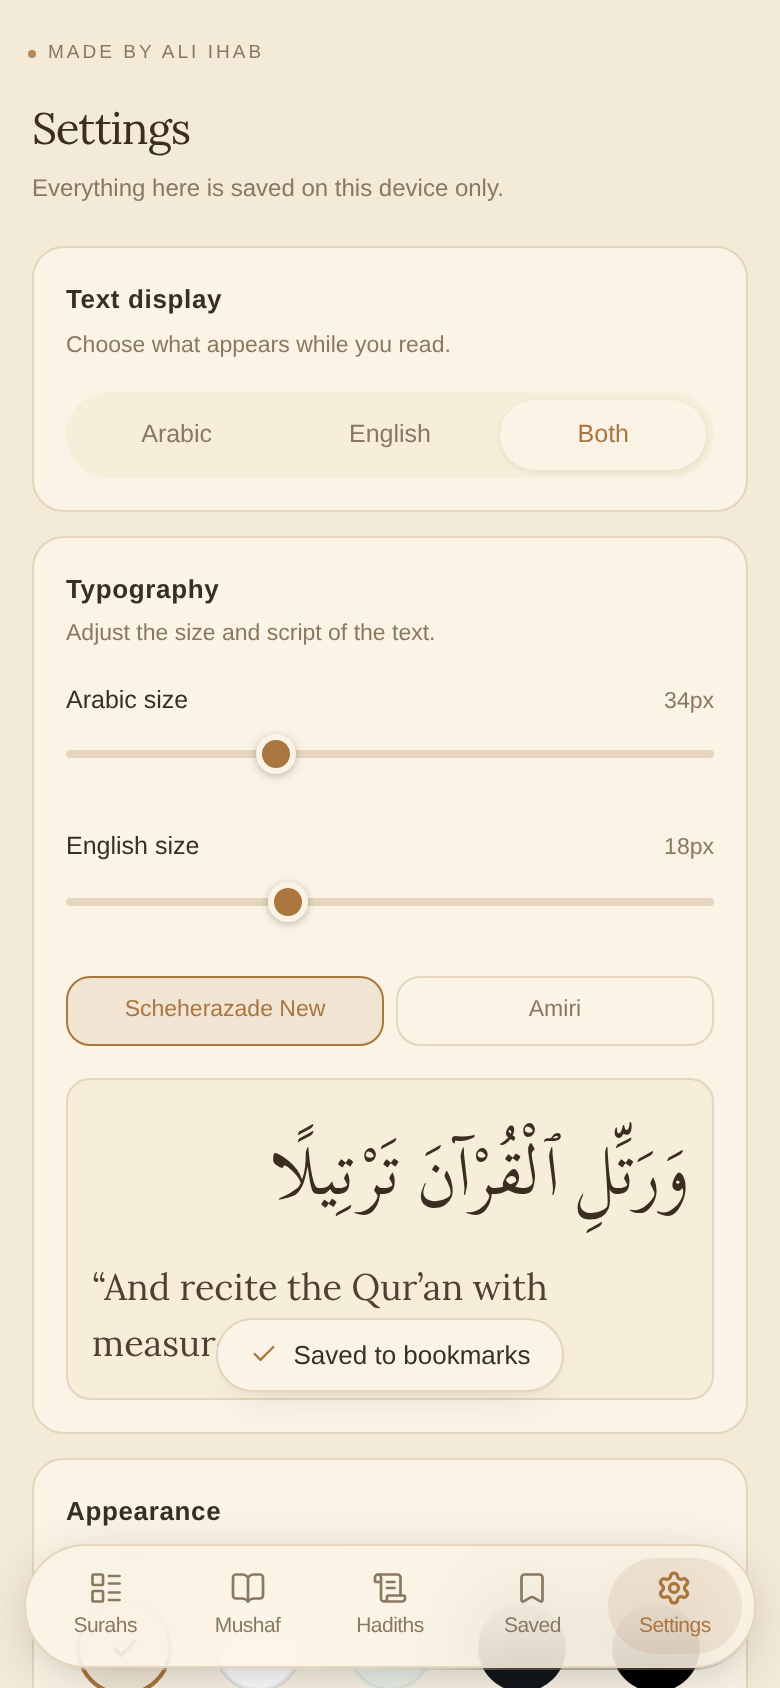 MADE BY ALI IHAB
Settings
Everything here is saved on this device only.
Text display
Choose what appears while you read.
Arabic English Both
Typography
Adjust the size and script of the text.
Arabic size 34px
English size 18px
Scheherazade New Amiri
وَرَتِّلِ ٱلْقُرْآنَ تَرْتِيلًا
“And recite the Qur’an with
Saved to bookmarks
Appearance
Surahs Mushaf Hadiths Saved Settings